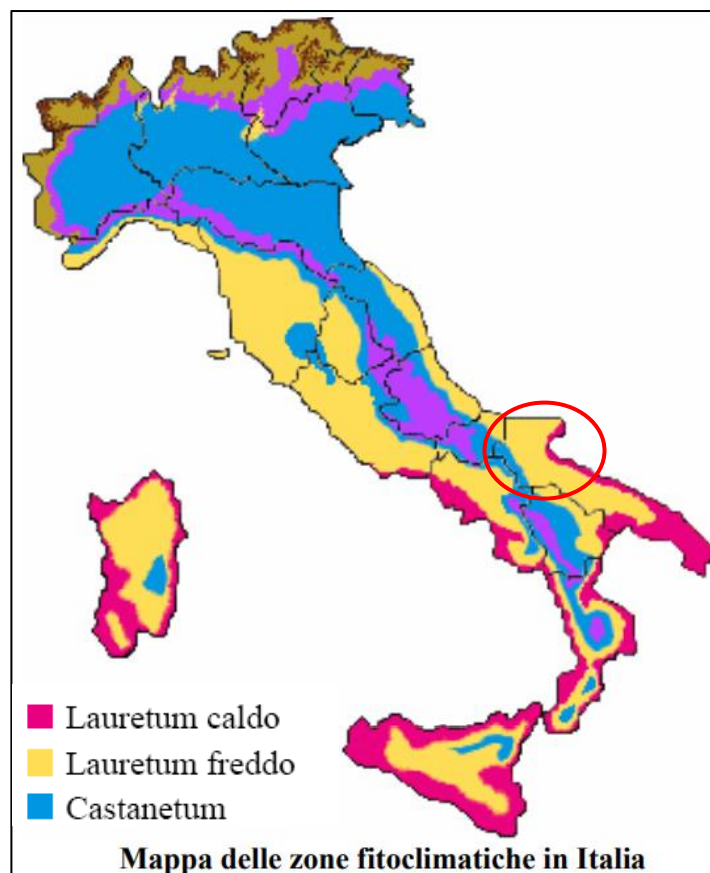 Lauretum caldo
Lauretum freddo
Castanetum
Mappa delle zone fitoclimatiche in Italia